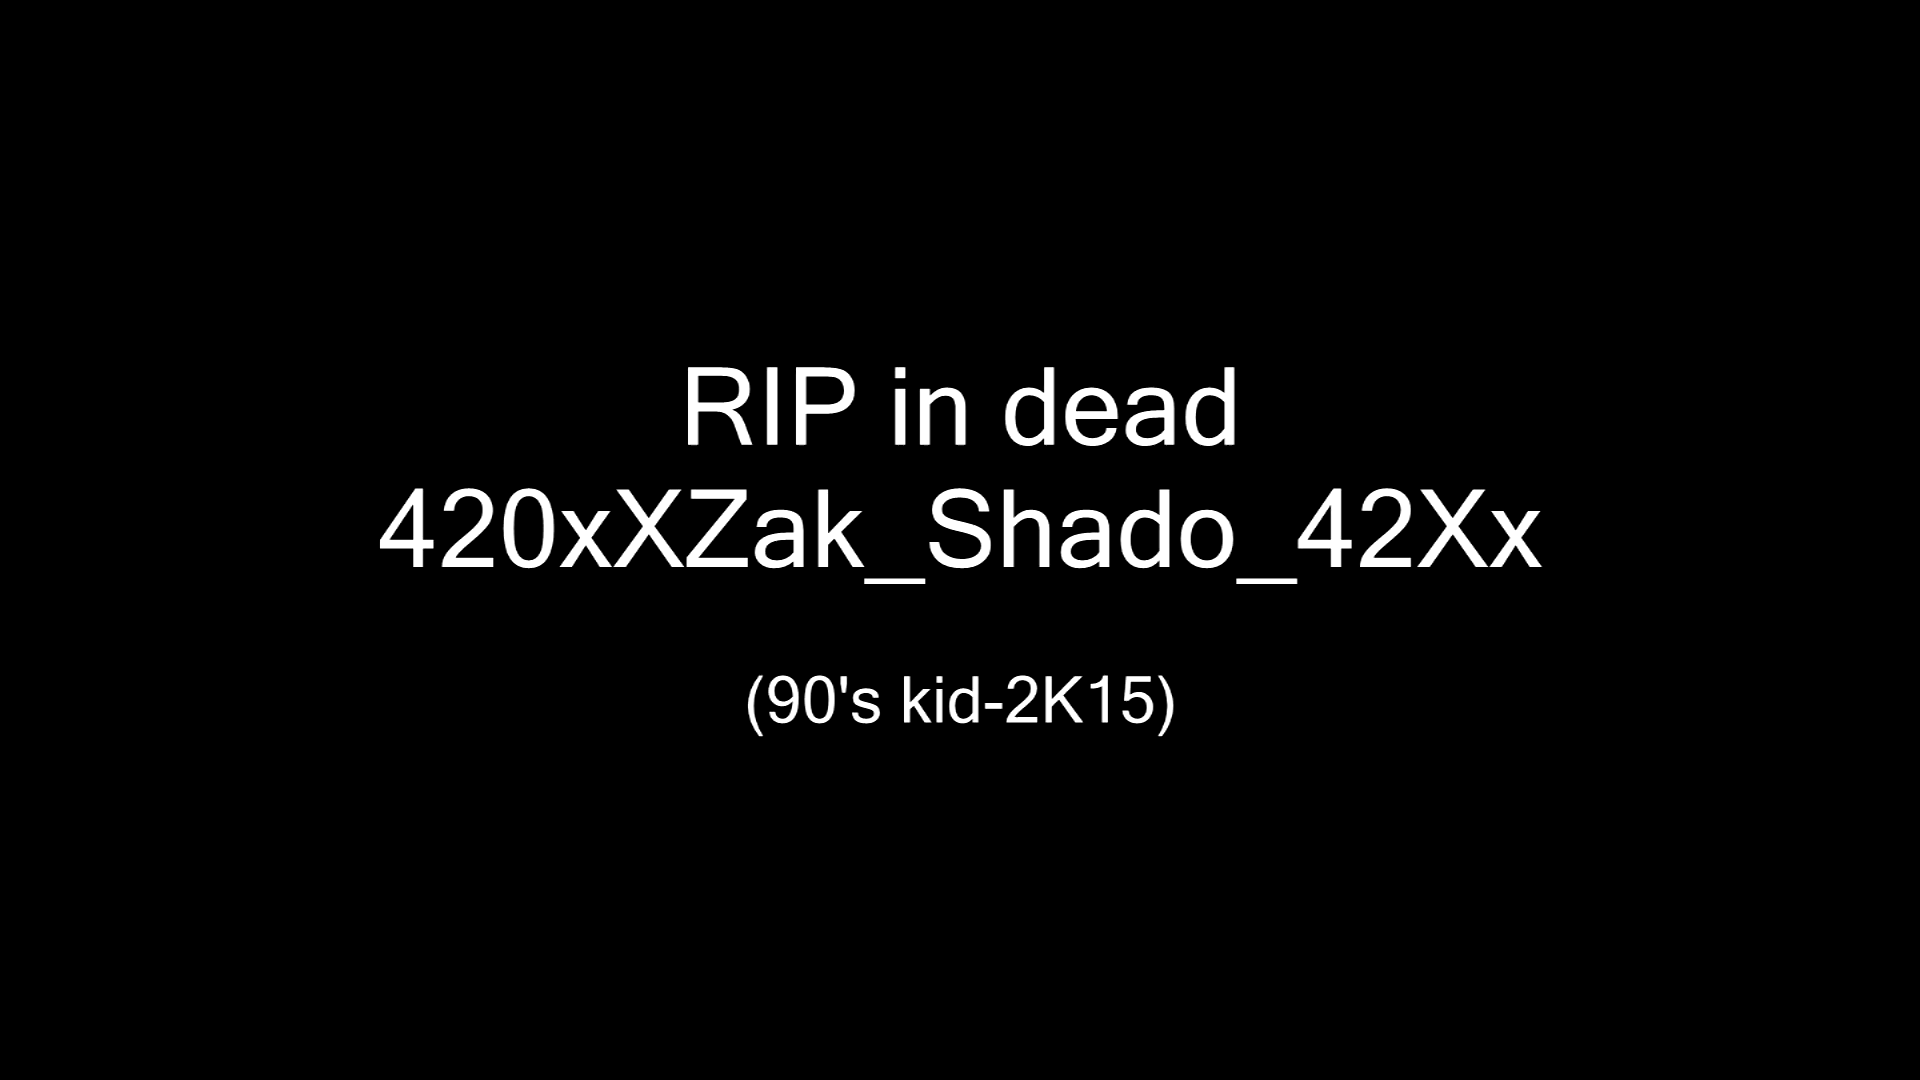 RIP in dead
420xXZak_Shado_42Xx
(90's kid-2K15)